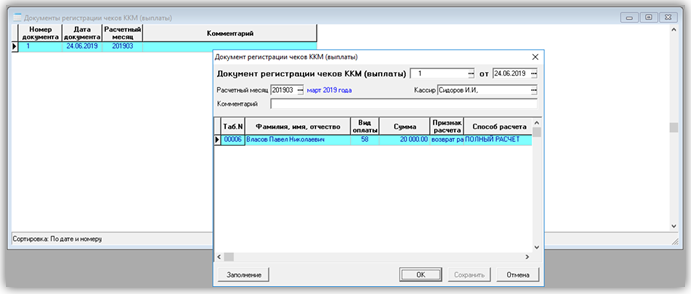 Документы регистрации чеков ККМ (выплаты)
Номер документа Дата документа Расчетный месяц Комментарий
1 24.06.2019 201903
Документ регистрации чеков ККМ (выплаты)
Документ регистрации чеков ККМ (выплаты) 1 от 24.06.2019
Расчетный месяц 201903 март 2019 года Кассир Сидоров И.И,
Комментарий
Таб.N Фамилия, имя, отчество Вид оплаты Сумма Признак расчета Способ расчета
00006 Власов Павел Николаевич 58 20 000.00 возврат ра ПОЛНЫЙ РАСЧЕТ
Сортировка: По дате и номеру
Заполнение OK Сохранить Отмена